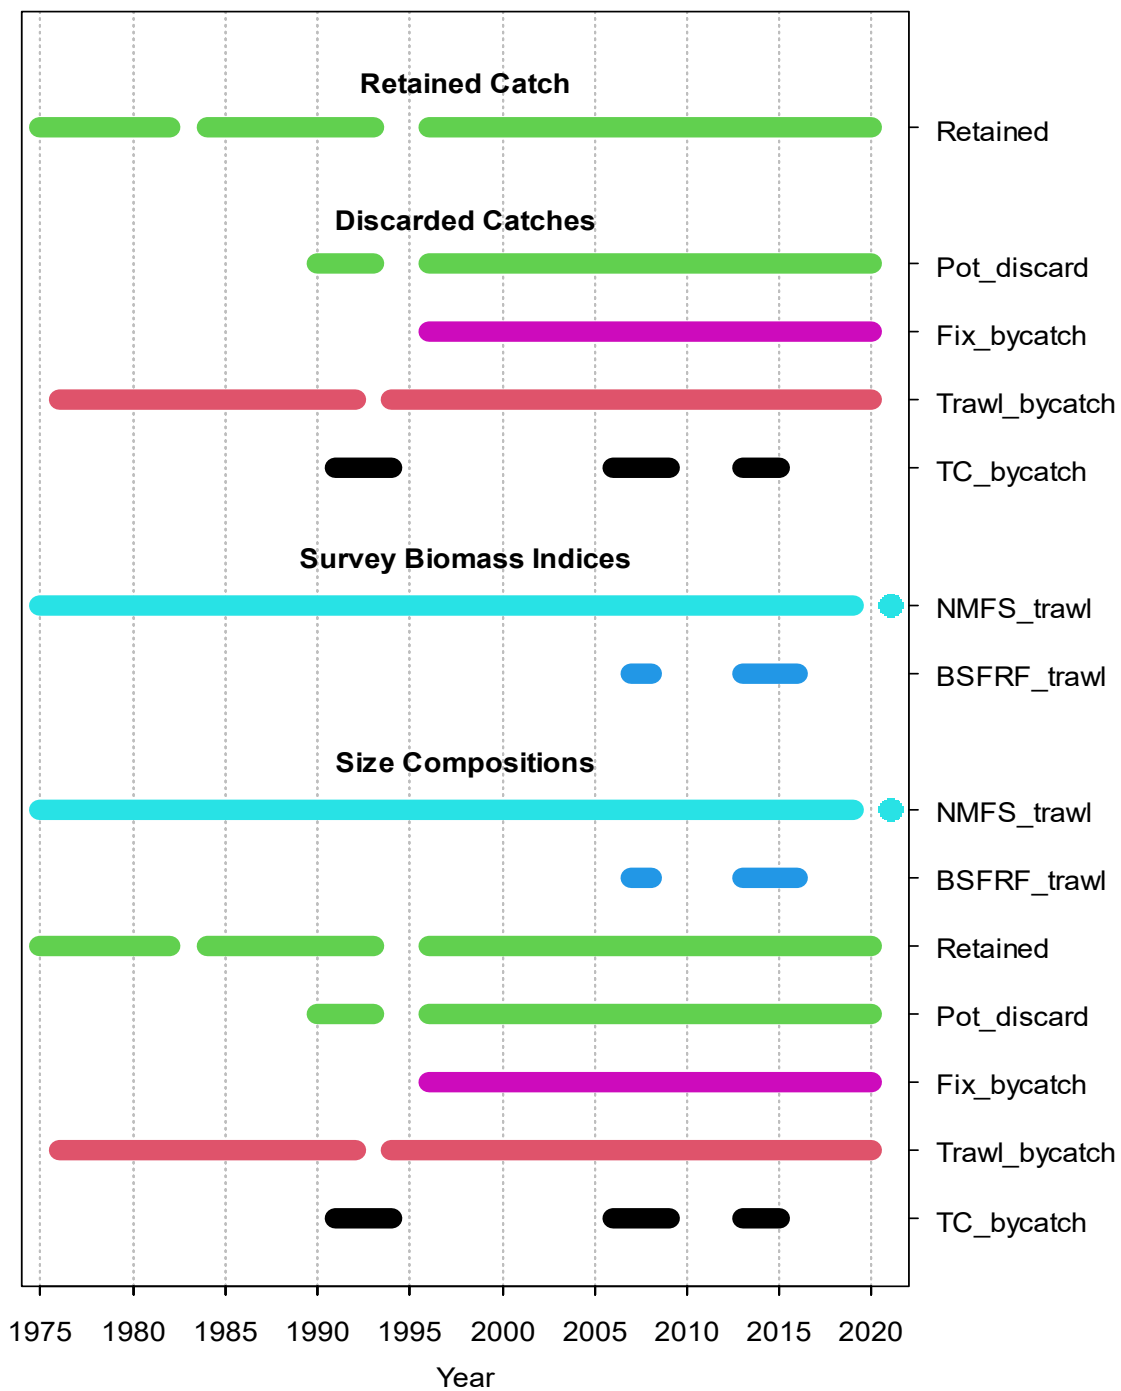 Retained Catch
Retained
Discarded Catches
Pot_discard
Fix_bycatch
Trawl_bycatch
TC_bycatch
Survey Biomass Indices
NMFS_trawl
BSFRF_trawl
Size Compositions
NMFS_trawl
BSFRF_trawl
Retained
Pot_discard
Fix_bycatch
Trawl_bycatch
TC_bycatch
1975 1980 1985 1990 1995 2000 2005 2010 2015 2020
Year